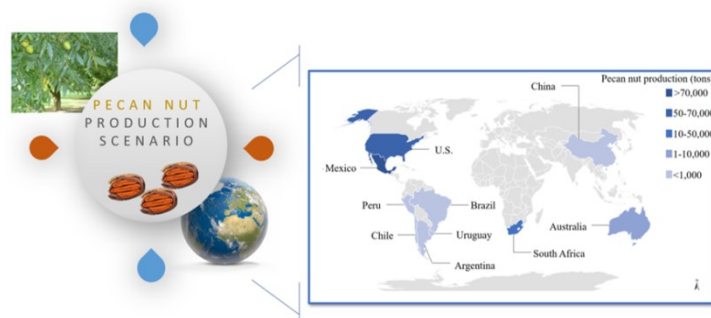 PECAN NUT
PRODUCTION
SCENARIO
Pecan nut production (tons)
>70,000
50-70,000
10-50,000
1-10,000
<1,000
China
U.S.
Mexico
Peru
Brazil
Chile
Uruguay
Argentina
Australia
South Africa